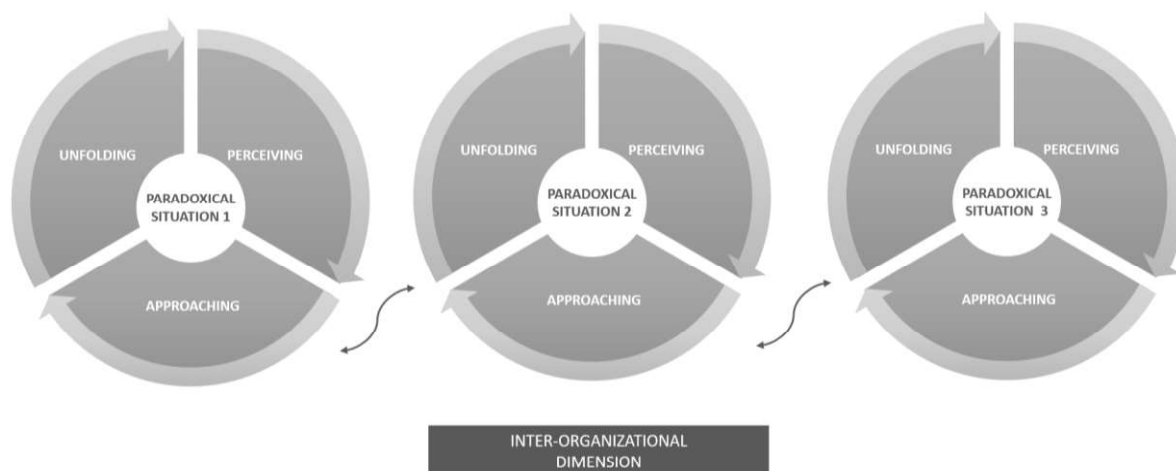 UNFOLDING
PERCEIVING
PARADOXICAL
SITUATION 1
APPROACHING
UNFOLDING
PERCEIVING
PARADOXICAL
SITUATION 2
APPROACHING
UNFOLDING
PERCEIVING
PARADOXICAL
SITUATION 3
APPROACHING
INTER-ORGANIZATIONAL
DIMENSION